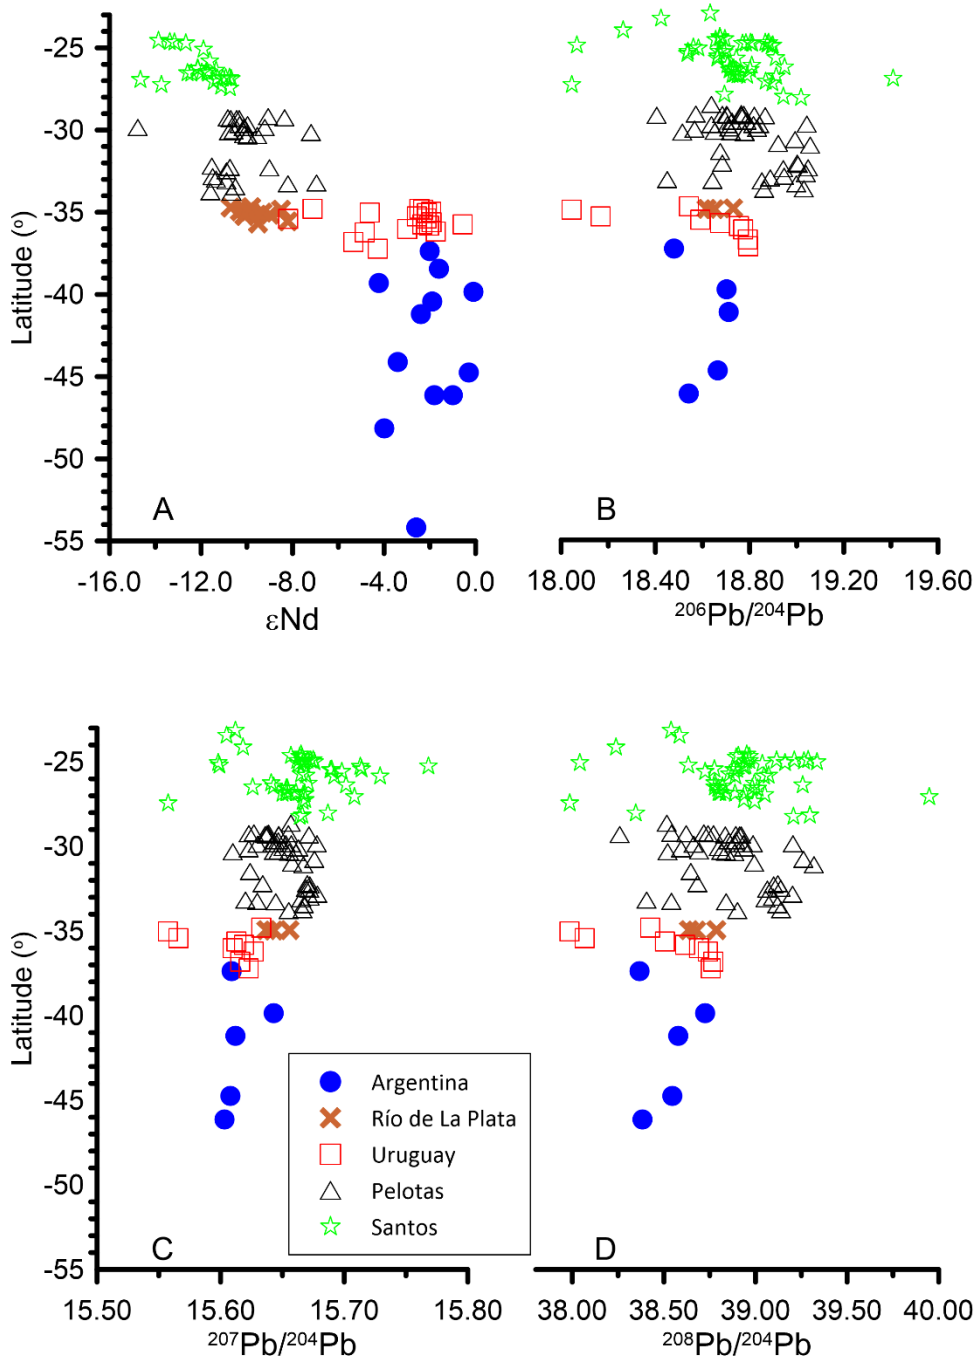 -25
-30
-35
-40
-45
-50
-55
Latitude (º)
A
-16.0 -12.0 -8.0 -4.0 0.0
εNd
B
18.00 18.40 18.80 19.20 19.60
206Pb/204Pb
-25
-30
-35
-40
-45
-50
-55
Latitude (º)
C
15.50 15.60 15.70 15.80
207Pb/204Pb
Argentina
Río de La Plata
Uruguay
Pelotas
Santos
D
38.00 38.50 39.00 39.50 40.00
208Pb/204Pb